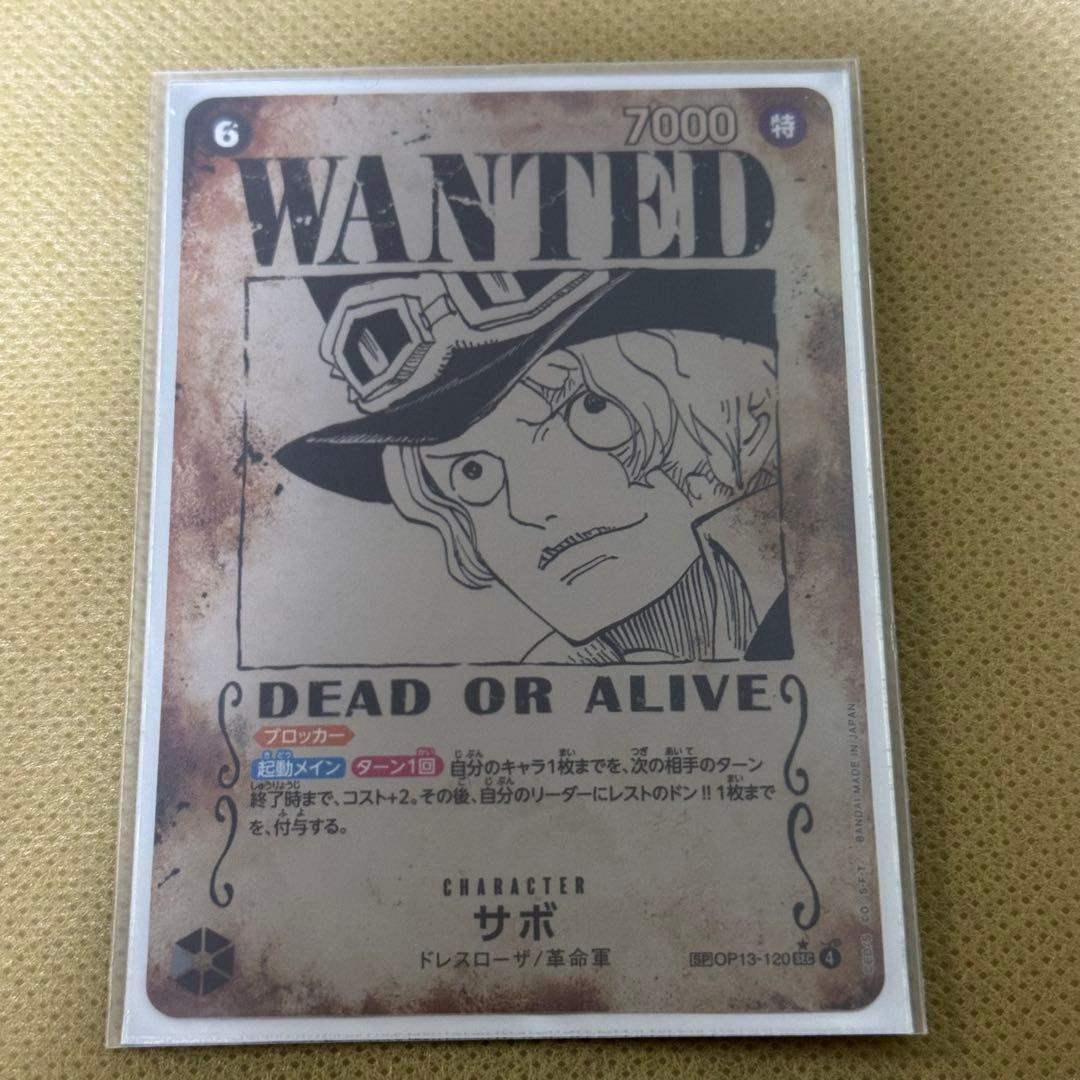 6
7000
特
WANTED
DEAD OR ALIVE
ブロッカー
起動メイン ターン1回 自分のキャラ1枚までを、次の相手のターン
終了時まで、コスト+2。その後、自分のリーダーにレストのドン!!1枚まで
を、付与する。
CHARACTER
サボ
ドレスローザ/革命軍
SP OP13-120 SEC ★ 4
BANDAI MADE IN JAPAN